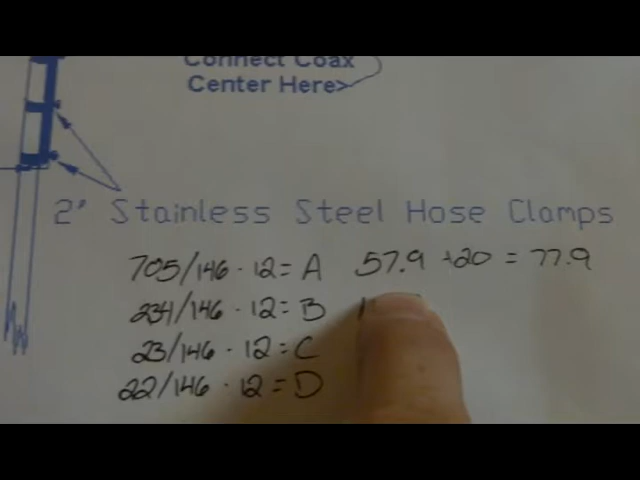 Connect Coax
Center Here>
2" Stainless Steel Hose Clamps
705/146 · 12 = A 57.9 +20 = 77.9
234/146 · 12 = B
23/146 · 12 = C
22/146 · 12 = D